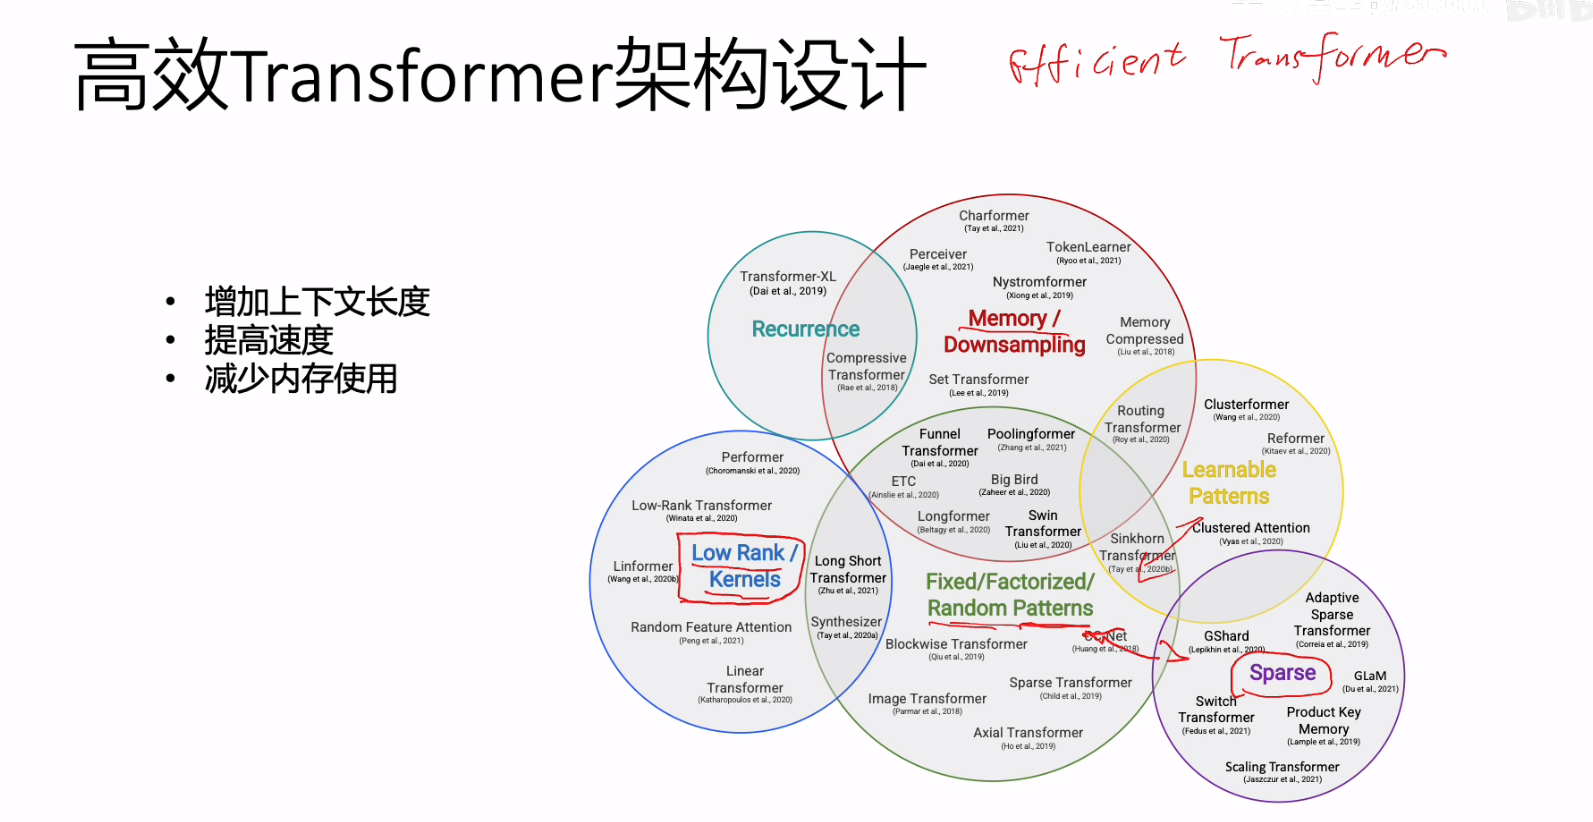 高效Transformer架构设计
Efficient Transformer
• 增加上下文长度
• 提高速度
• 减少内存使用
Charformer
(Tay et al., 2021)
Perceiver
(Jaegle et al., 2021)
TokenLearner
(Ryoo et al., 2021)
Transformer-XL
(Dai et al., 2019)
Nystromformer
(Xiong et al., 2019)
Recurrence
Memory /
Downsampling
Memory
Compressed
(Liu et al., 2018)
Compressive
Transformer
(Rae et al., 2018)
Set Transformer
(Lee et al., 2019)
Routing
Transformer
(Roy et al., 2020)
Clusterformer
(Wang et al., 2020)
Reformer
(Kitaev et al., 2020)
Learnable
Patterns
Funnel
Transformer
(Dai et al., 2020)
Poolingformer
(Zhang et al., 2021)
ETC
(Ainslie et al., 2020)
Big Bird
(Zaheer et al., 2020)
Longformer
(Beltagy et al., 2020)
Swin
Transformer
(Liu et al., 2020)
Sinkhorn
Transformer
(Tay et al., 2020b)
Clustered Attention
(Vyas et al., 2020)
Performer
(Choromanski et al., 2020)
Low-Rank Transformer
(Winata et al., 2020)
Low Rank /
Kernels
Linformer
(Wang et al., 2020b)
Long Short
Transformer
(Zhu et al., 2021)
Synthesizer
(Tay et al., 2020a)
Random Feature Attention
(Peng et al., 2021)
Linear
Transformer
(Katharopoulos et al., 2020)
Fixed/Factorized/
Random Patterns
Blockwise Transformer
(Qiu et al., 2019)
CC-Net
(Huang et al., 2018)
Sparse Transformer
(Child et al., 2019)
Image Transformer
(Parmar et al., 2018)
Axial Transformer
(Ho et al., 2019)
Adaptive
Sparse
Transformer
(Correia et al., 2019)
GShard
(Lepikhin et al., 2020)
Sparse
GLaM
(Du et al., 2021)
Switch
Transformer
(Fedus et al., 2021)
Product Key
Memory
(Lample et al., 2019)
Scaling Transformer
(Jaszczur et al., 2021)